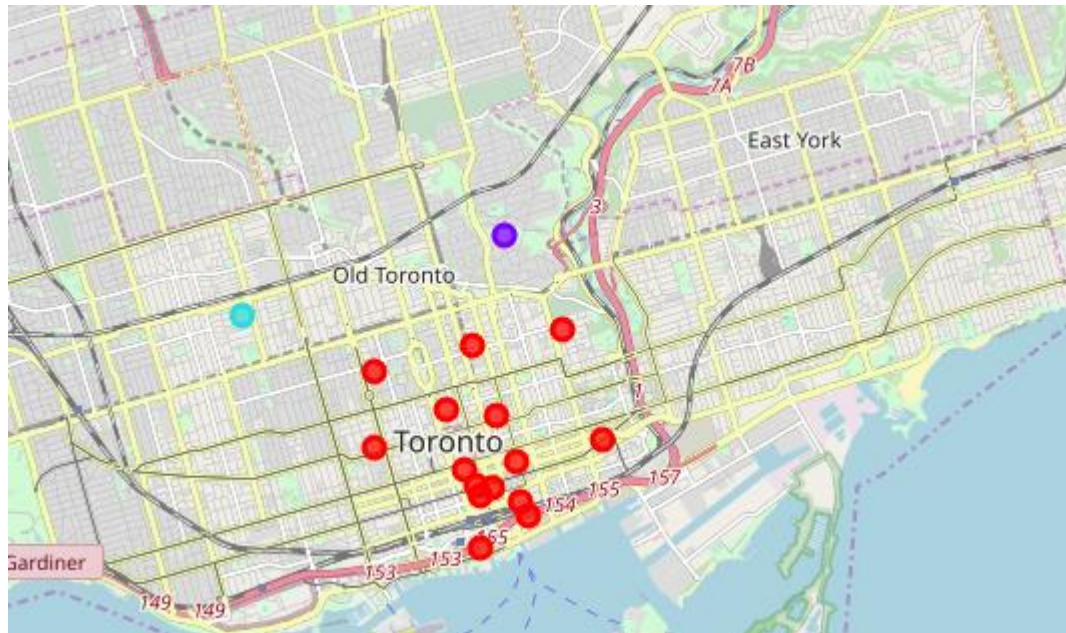 7B
7A
East York
3
Old Toronto
1
Toronto
157
155
154
155
153
153
Gardiner
149
149